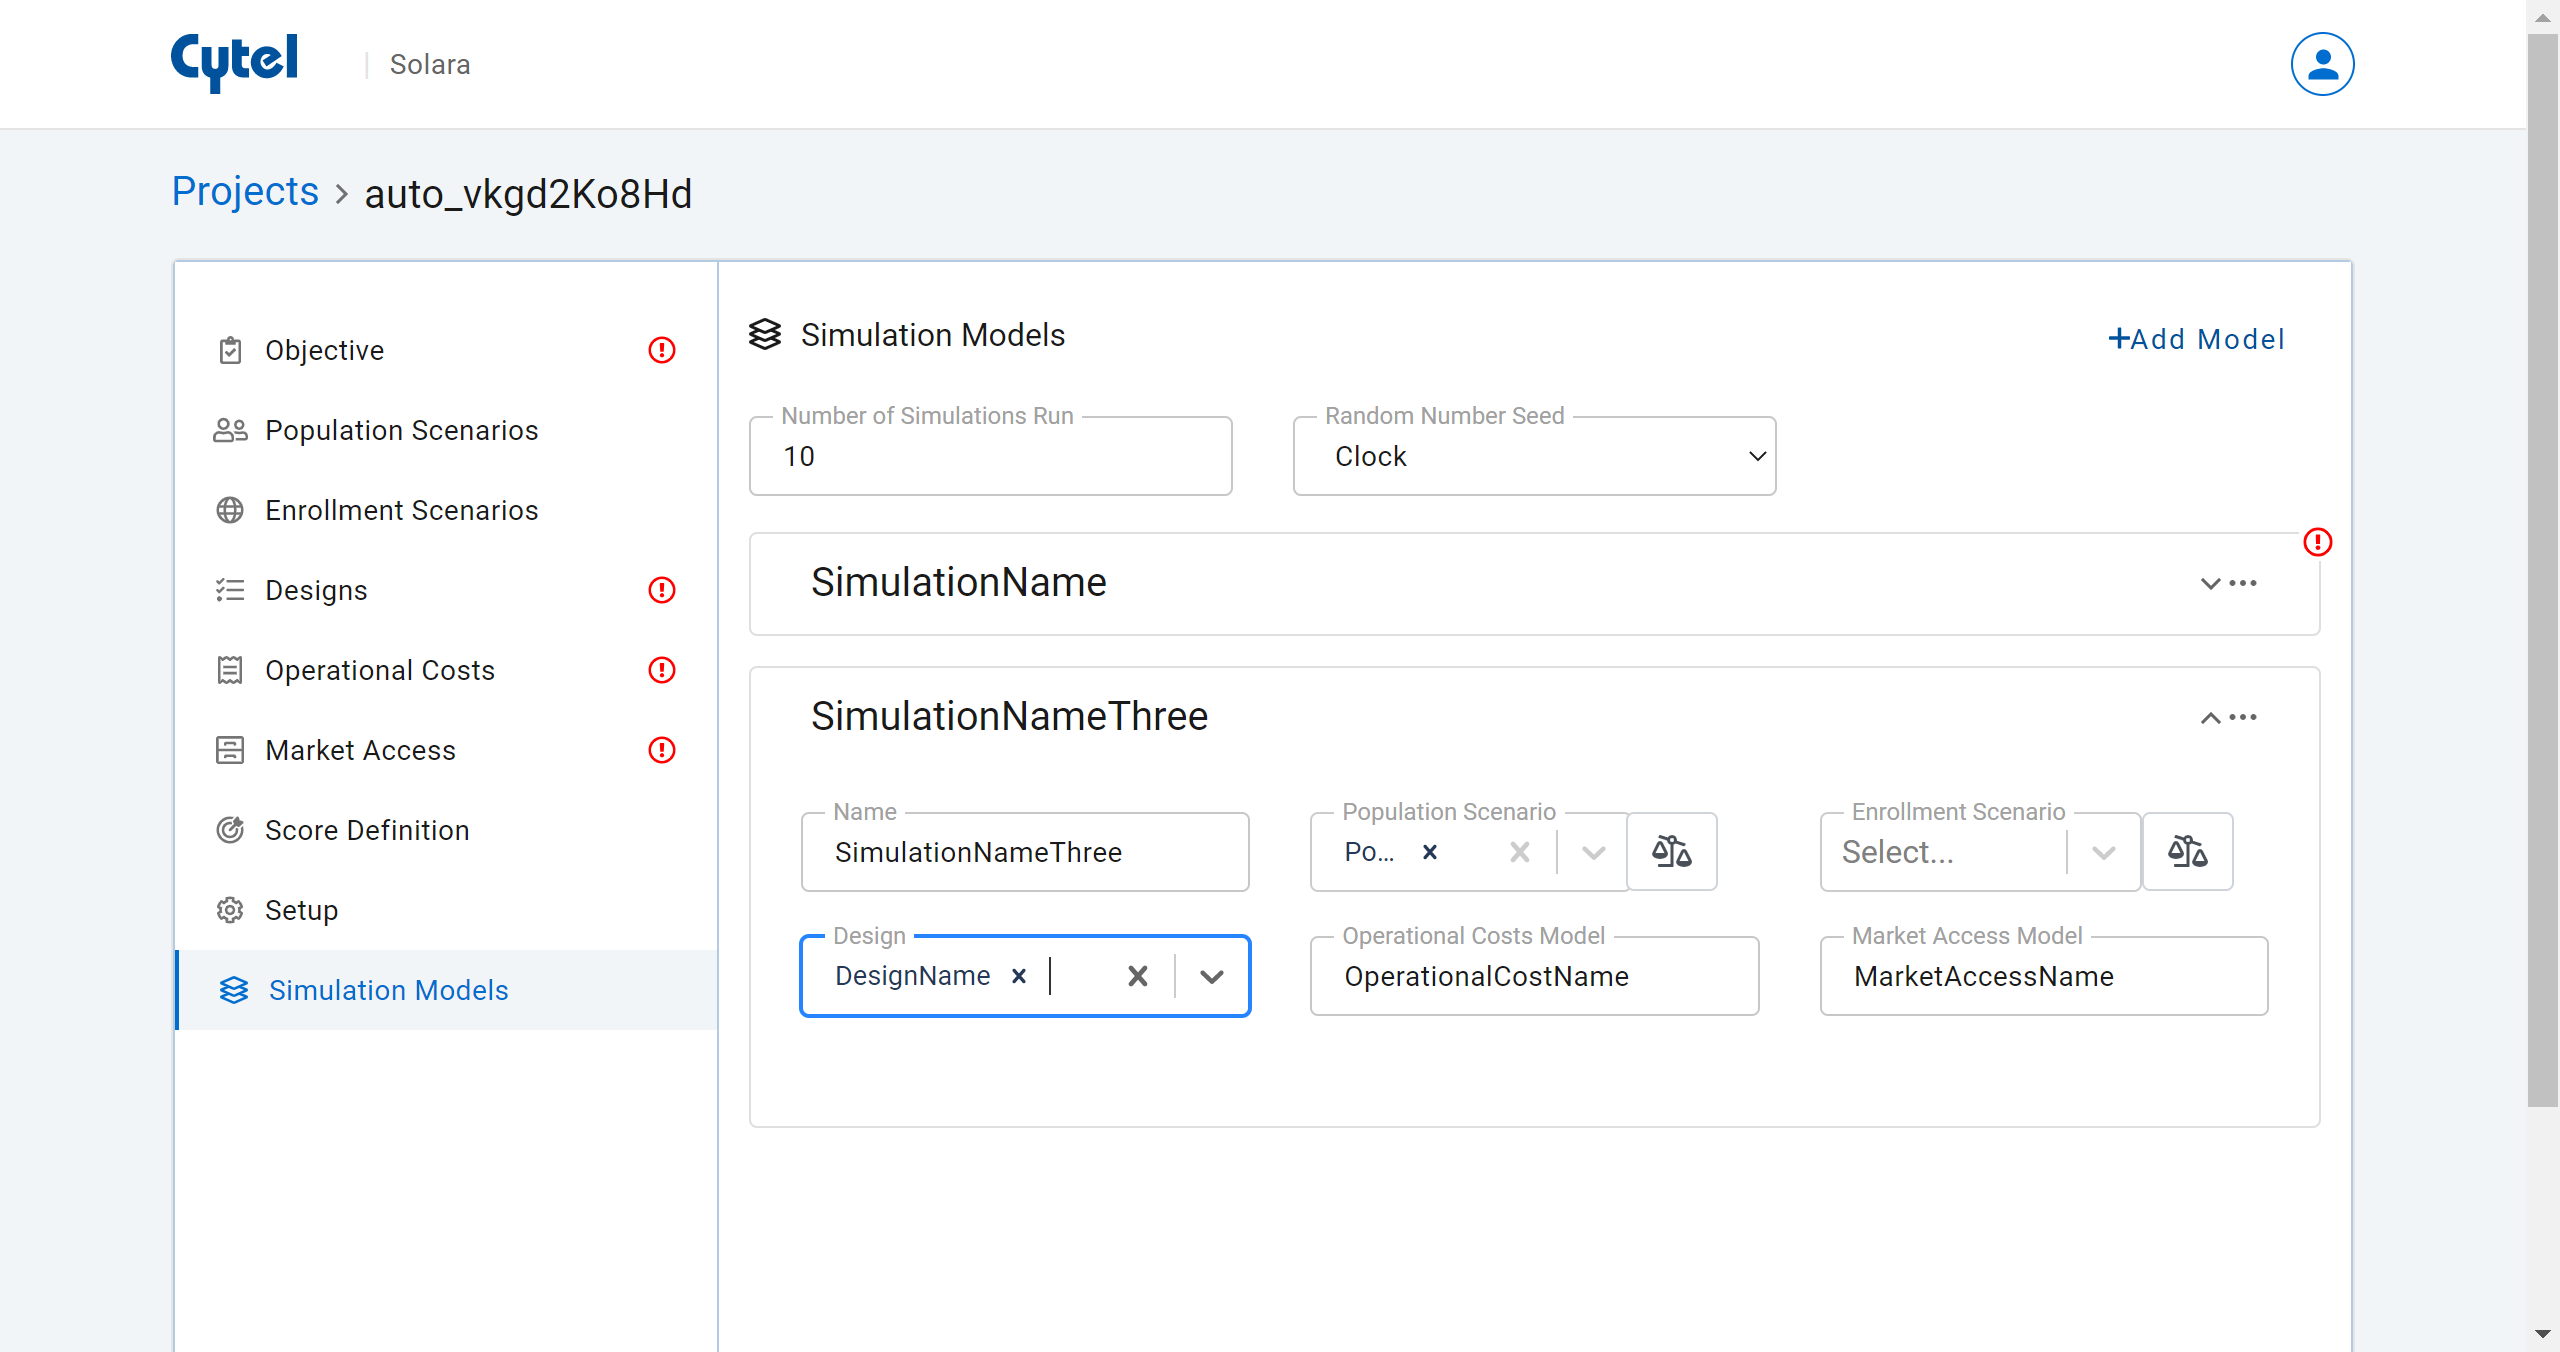 Cytel | Solara
Projects > auto_vkgd2Ko8Hd
Objective
Population Scenarios
Enrollment Scenarios
Designs
Operational Costs
Market Access
Score Definition
Setup
Simulation Models
Simulation Models
+Add Model
Number of Simulations Run
10
Random Number Seed
Clock
SimulationName
SimulationNameThree
Name
SimulationNameThree
Population Scenario
Po...
Enrollment Scenario
Select...
Design
DesignName
Operational Costs Model
OperationalCostName
Market Access Model
MarketAccessName